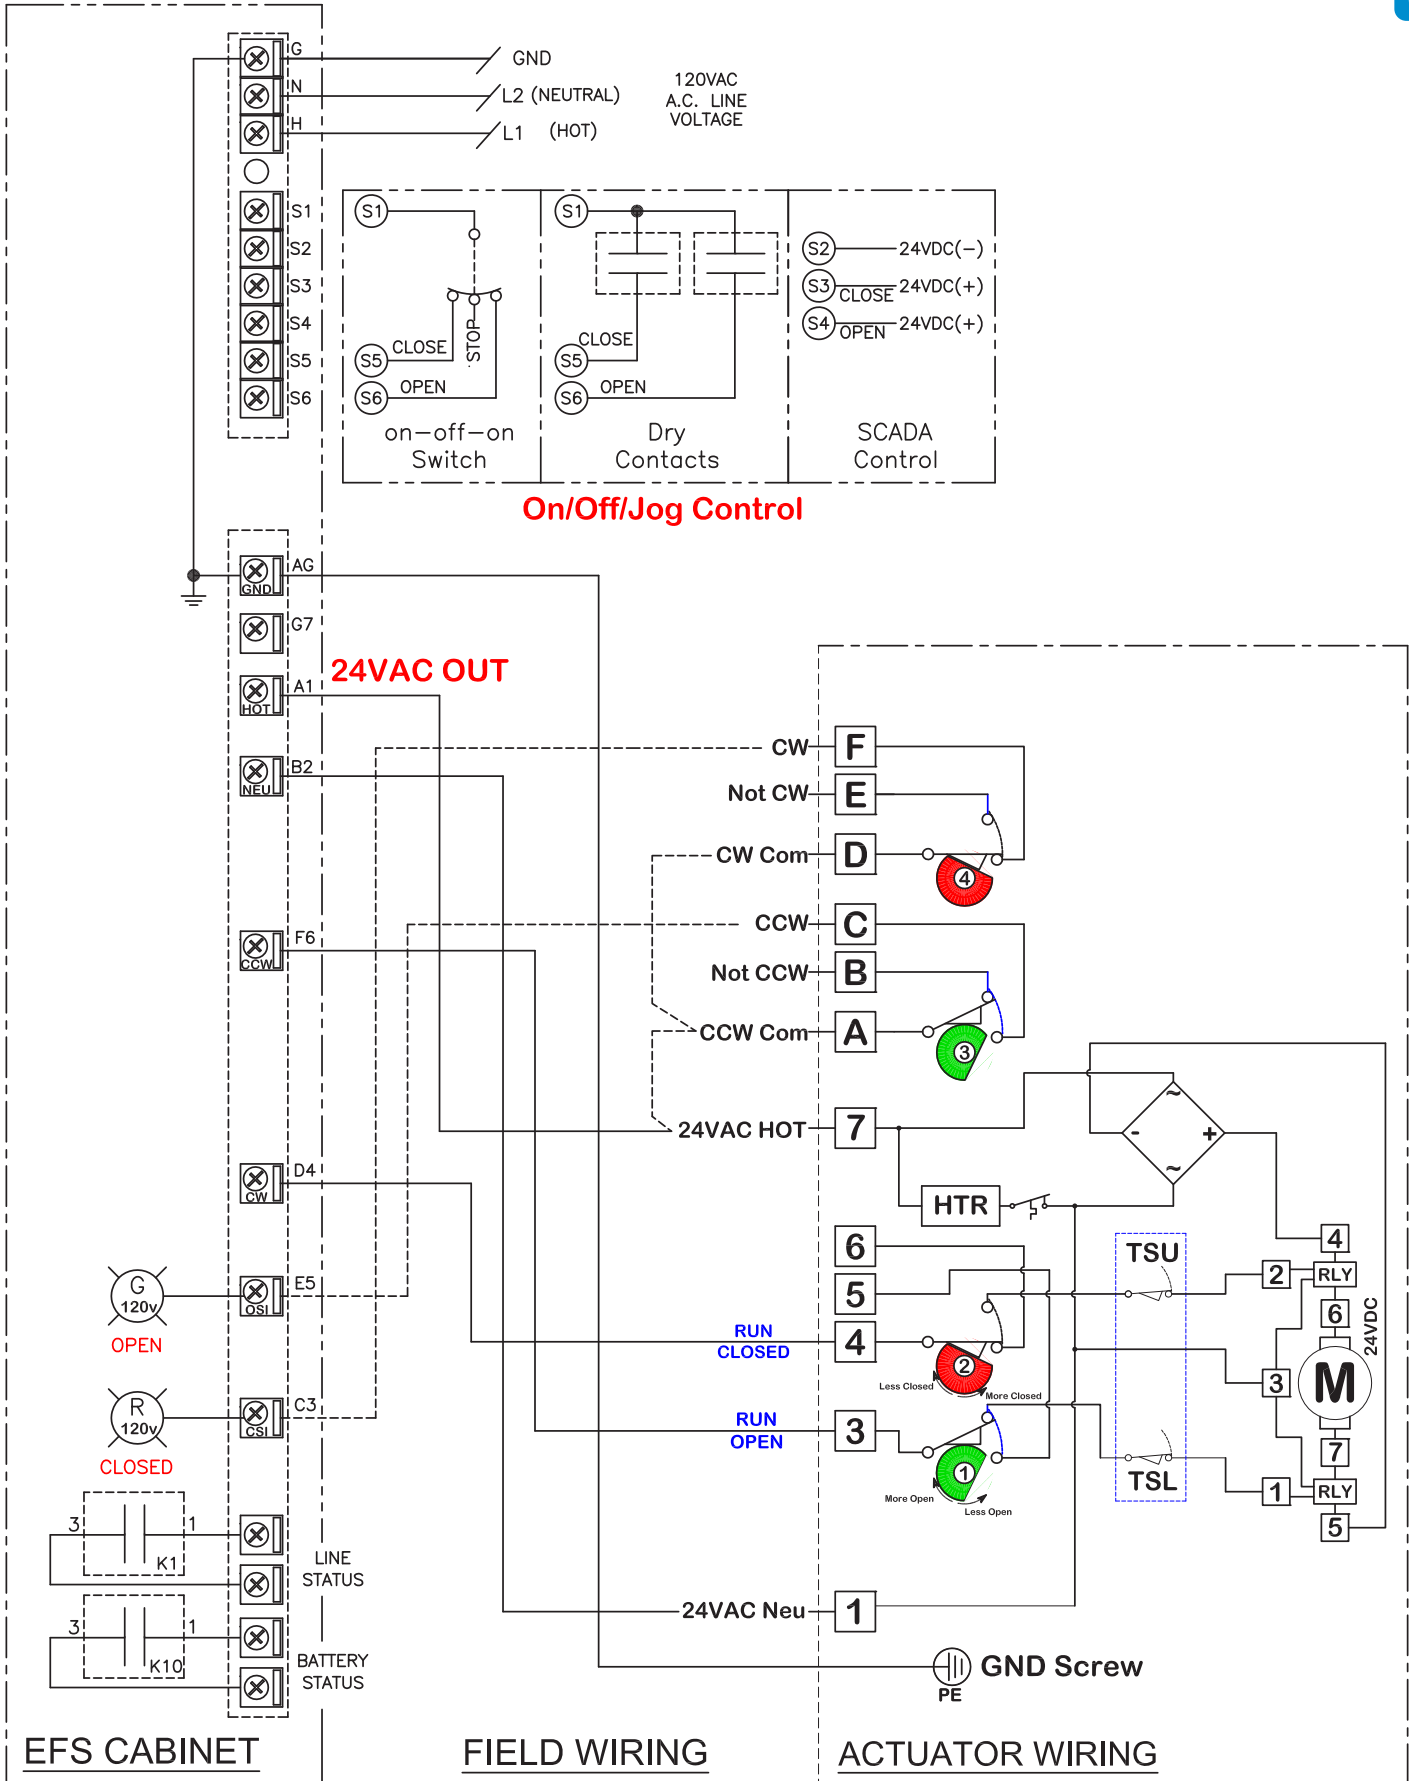 G
GND
N
L2 (NEUTRAL)
H
L1 (HOT)
120VAC
A.C. LINE
VOLTAGE
S1
S2
S3
S4
S5
S6
S1
CLOSE
STOP
S5
OPEN
S6
on-off-on
Switch
S1
CLOSE
S5
OPEN
S6
Dry
Contacts
S2 24VDC(-)
S3 CLOSE 24VDC(+)
S4 OPEN 24VDC(+)
SCADA
Control
On/Off/Jog Control
AG
GND
G7
24VAC OUT
A1
HOT
B2
NEU
F6
CCW
D4
CW
E5
OSI
G
120v
OPEN
C3
CSI
R
120v
CLOSED
3
1
K1
LINE
STATUS
3
1
K10
BATTERY
STATUS
CW F
Not CW E
CW Com D
4
CCW C
Not CCW B
CCW Com A
3
24VAC HOT 7
HTR
~
-
+
~
6
5
RUN
CLOSED
4
2
Less Closed
More Closed
RUN
OPEN
3
1
More Open
Less Open
TSU
TSL
4
2
RLY
6
24VDC
3
M
7
1
RLY
5
24VAC Neu 1
GND Screw
PE
EFS CABINET
FIELD WIRING
ACTUATOR WIRING